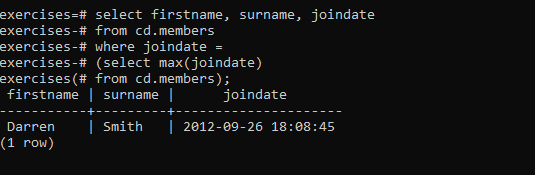 exercises=# select firstname, surname, joindate
exercises-# from cd.members
exercises-# where joindate =
exercises-# (select max(joindate)
exercises(# from cd.members);
 firstname | surname |      joindate
-----------+---------+---------------------
 Darren    | Smith   | 2012-09-26 18:08:45
(1 row)